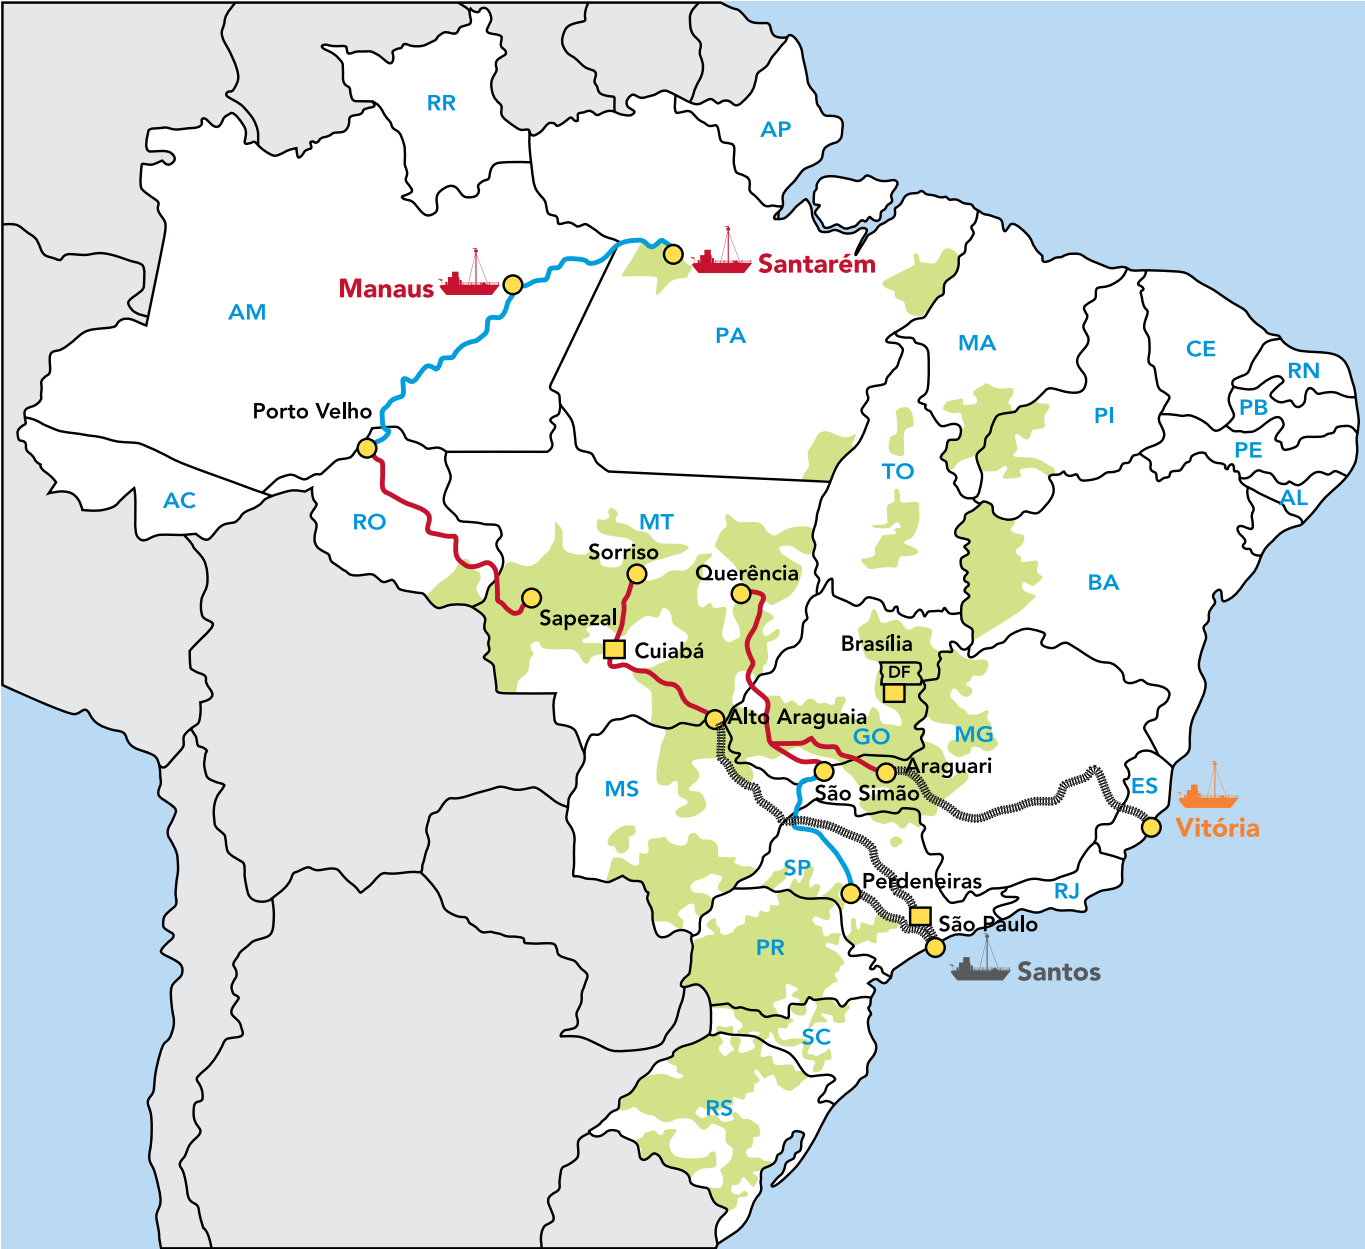 RR
AP
Manaus
Santarém
AM
PA
MA
CE
RN
PB
PI
PE
AL
Porto Velho
AC
RO
MT
TO
BA
Sorriso
Querência
Sapezal
Cuiabá
Brasília
DF
Alto Araguaia
GO
MG
Araguari
MS
São Simão
ES
Vitória
SP
Perdeneiras
RJ
São Paulo
PR
Santos
SC
RS